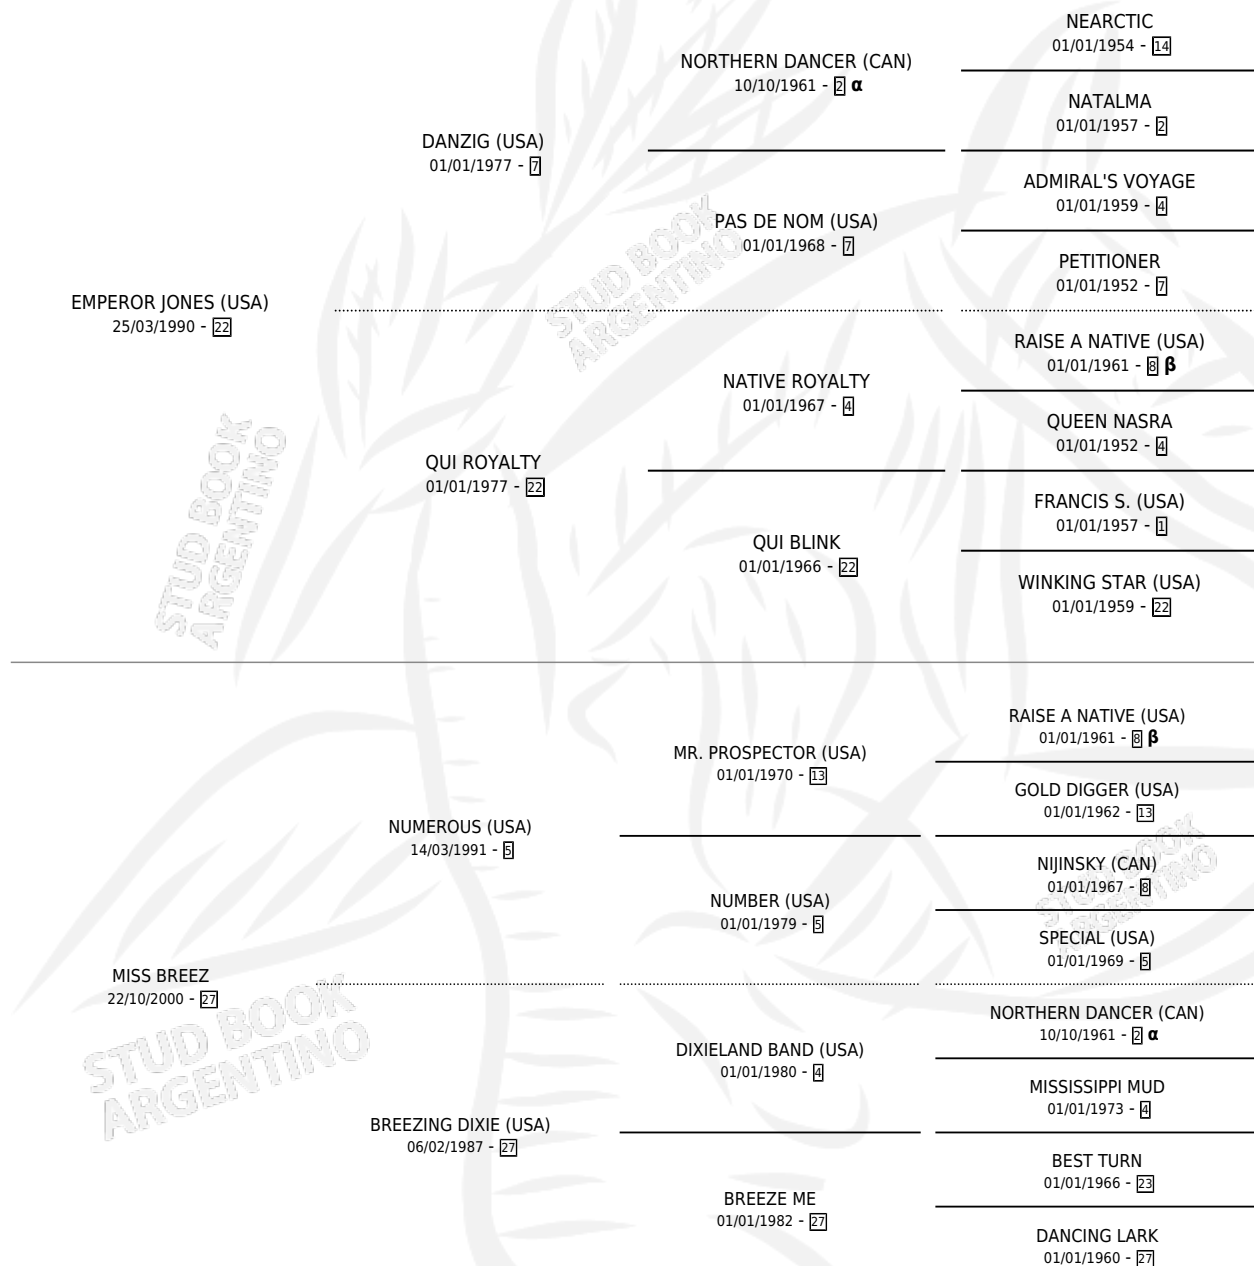 NEARCTIC
01/01/1954 - 14
NORTHERN DANCER (CAN)
10/10/1961 - 2 α
NATALMA
01/01/1957 - 2
DANZIG (USA)
01/01/1977 - 7
ADMIRAL'S VOYAGE
01/01/1959 - 4
PAS DE NOM (USA)
01/01/1968 - 7
PETITIONER
01/01/1952 - 7
EMPEROR JONES (USA)
25/03/1990 - 22
RAISE A NATIVE (USA)
01/01/1961 - 8 β
NATIVE ROYALTY
01/01/1967 - 4
QUEEN NASRA
01/01/1952 - 4
QUI ROYALTY
01/01/1977 - 22
FRANCIS S. (USA)
01/01/1957 - 1
QUI BLINK
01/01/1966 - 22
WINKING STAR (USA)
01/01/1959 - 22
RAISE A NATIVE (USA)
01/01/1961 - 8 β
MR. PROSPECTOR (USA)
01/01/1970 - 13
GOLD DIGGER (USA)
01/01/1962 - 13
NUMEROUS (USA)
14/03/1991 - 5
NIJINSKY (CAN)
01/01/1967 - 8
NUMBER (USA)
01/01/1979 - 5
SPECIAL (USA)
01/01/1969 - 5
MISS BREEZ
22/10/2000 - 27
NORTHERN DANCER (CAN)
10/10/1961 - 2 α
DIXIELAND BAND (USA)
01/01/1980 - 4
MISSISSIPPI MUD
01/01/1973 - 4
BREEZING DIXIE (USA)
06/02/1987 - 27
BEST TURN
01/01/1966 - 23
BREEZE ME
01/01/1982 - 27
DANCING LARK
01/01/1960 - 27
STUD BOOK
ARGENTINO
STUD BOOK
ARGENTINO
STUD BOOK
ARGENTINO
STUD BOOK
ARGENTINO